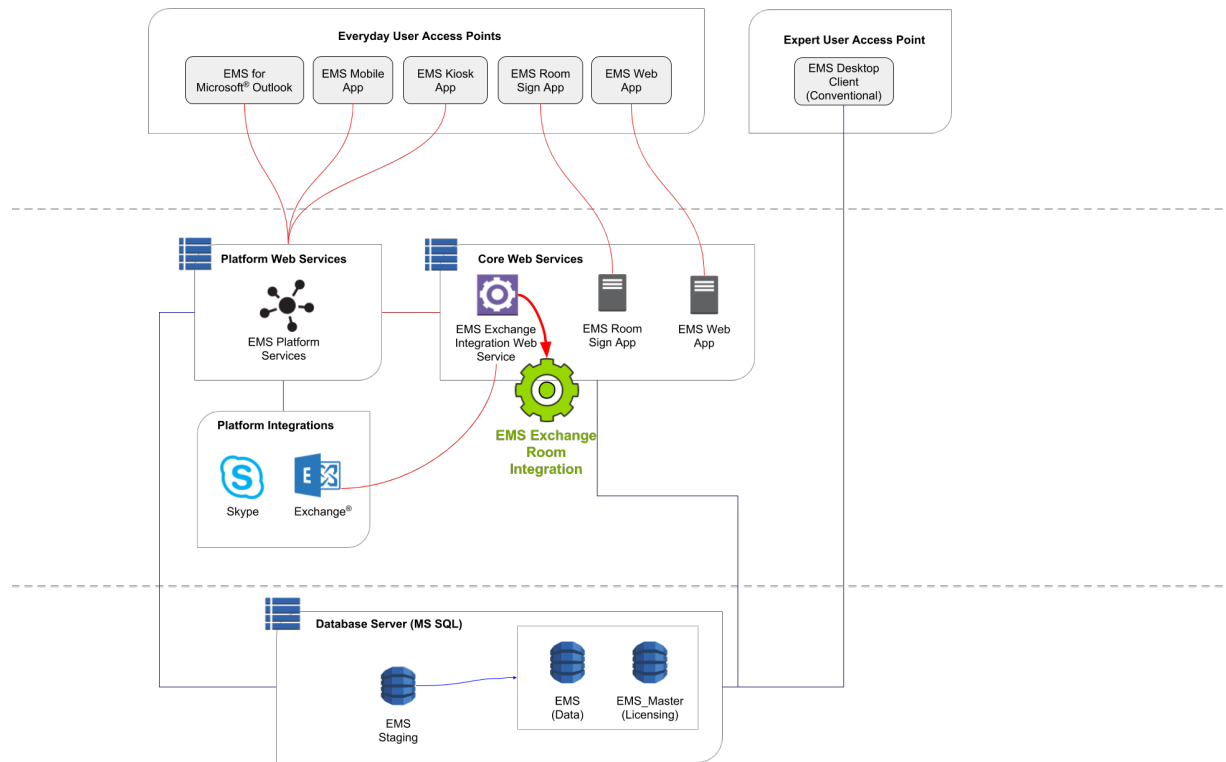 Everyday User Access Points
EMS for
Microsoft® Outlook
EMS Mobile
App
EMS Kiosk
App
EMS Room
Sign App
EMS Web
App
Expert User Access Point
EMS Desktop
Client
(Conventional)
Platform Web Services
EMS Platform
Services
Core Web Services
EMS Exchange
Integration Web
Service
EMS Room
Sign App
EMS Web
App
EMS Exchange
Room
Integration
Platform Integrations
S
Skype
E
Exchange®
Database Server (MS SQL)
EMS
Staging
EMS
(Data)
EMS_Master
(Licensing)